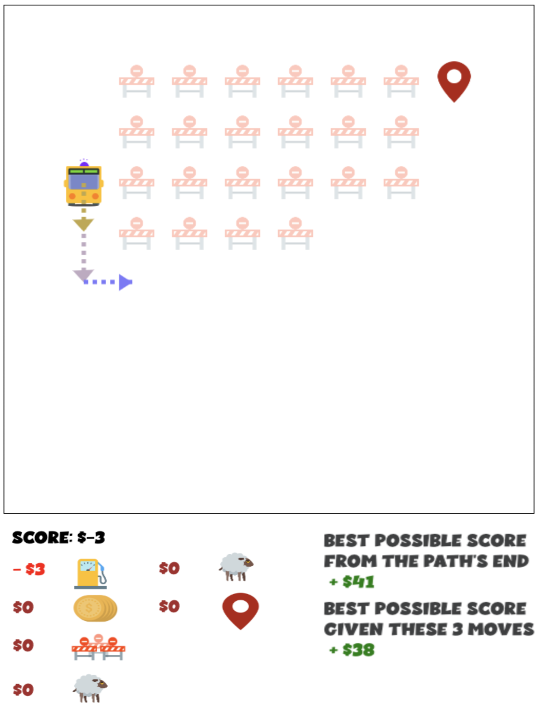 SCORE: $-3
- $3
$0
$0
$0
$0
$0
BEST POSSIBLE SCORE
FROM THE PATH'S END
+ $41
BEST POSSIBLE SCORE
GIVEN THESE 3 MOVES
+ $38